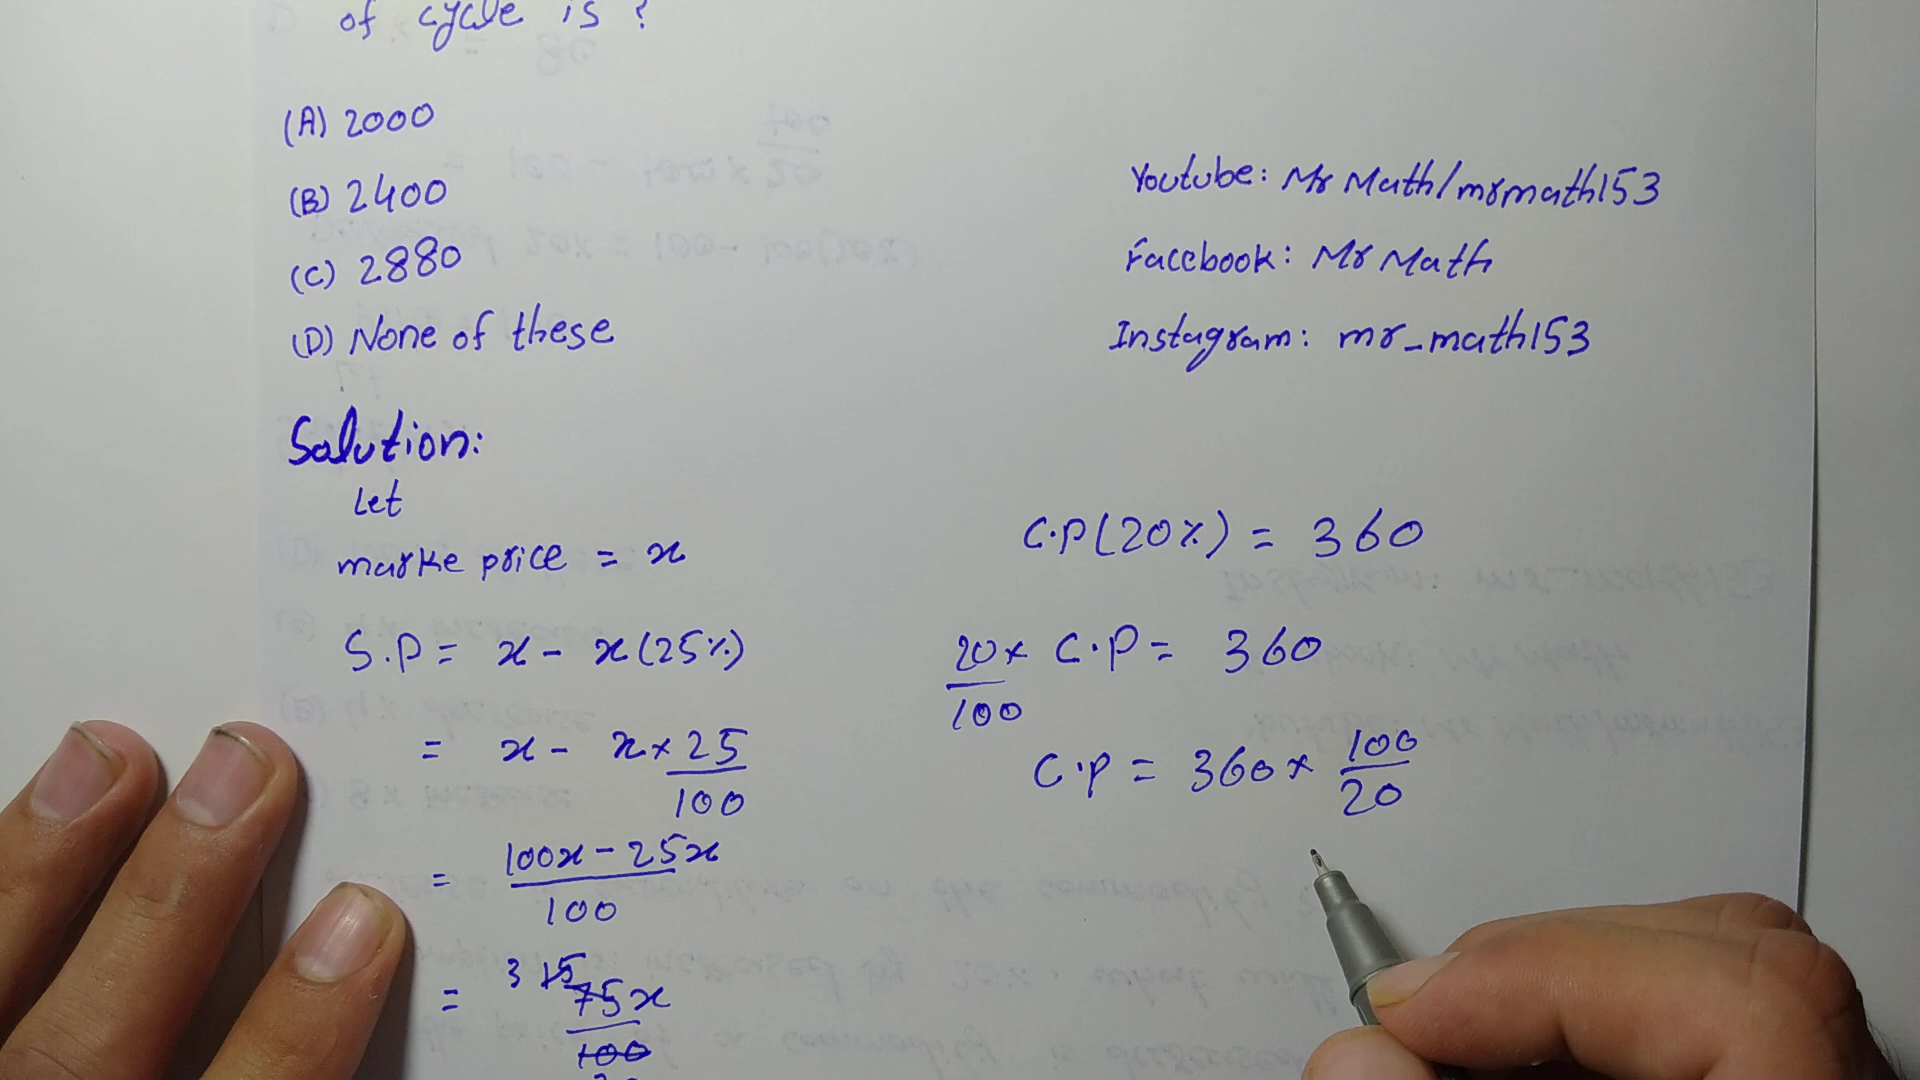 of cycle is ?
(A) 2000
(B) 2400
(C) 2880
(D) None of these
Youtube: Mr Math/mrmath153
Facebook: Mr Math
Instagram: mr_math153
Solution:
Let
marke price = x
S.P = x - x(25%)
= x - x × 25/100
= 100x - 25x/100
= 3 15 75x/100
C.P(20%) = 360
20/100 × C.P = 360
C.P = 360 × 100/20